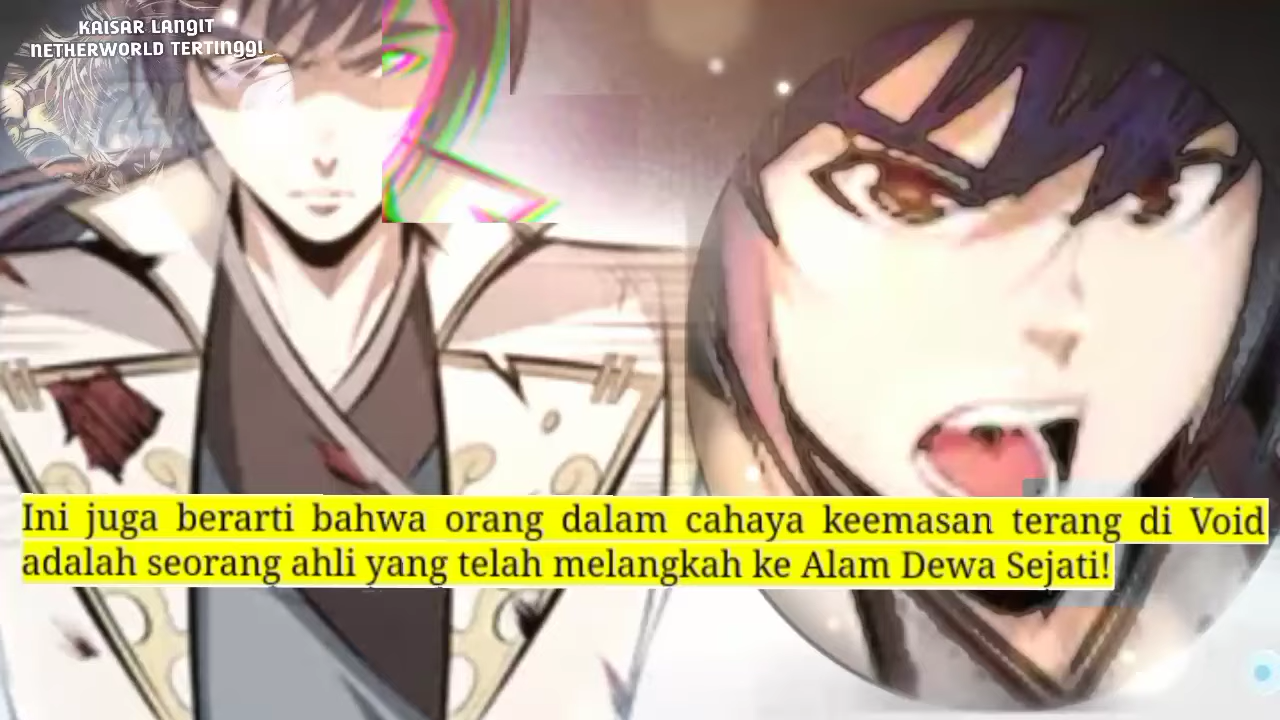 KAISAR LANGIT
NETHERWORLD TERTINGGI
Ini juga berarti bahwa orang dalam cahaya keemasan terang di Void
adalah seorang ahli yang telah melangkah ke Alam Dewa Sejati!